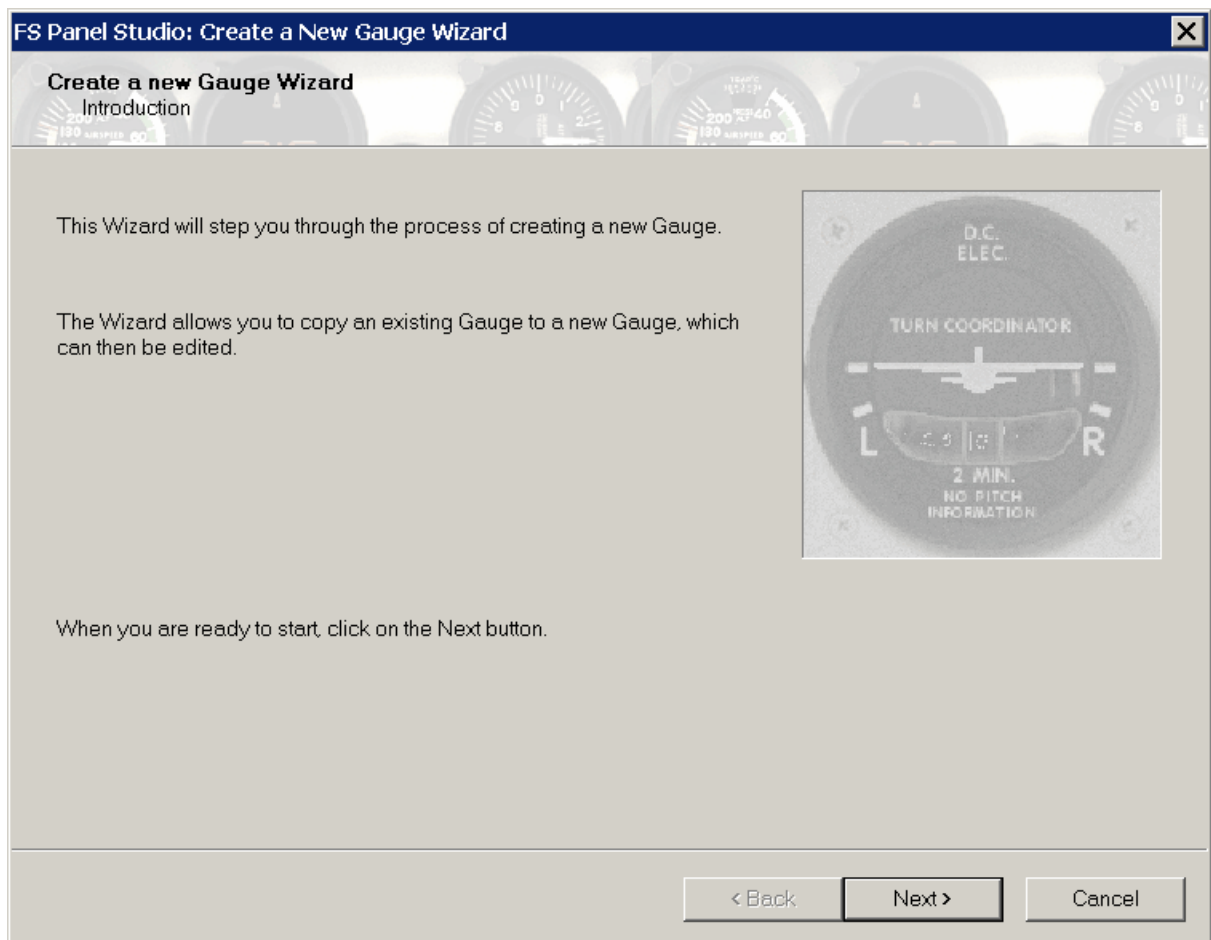 FS Panel Studio: Create a New Gauge Wizard
Create a new Gauge Wizard
Introduction
This Wizard will step you through the process of creating a new Gauge.
The Wizard allows you to copy an existing Gauge to a new Gauge, which
can then be edited.
D.C.
ELEC.
TURN COORDINATOR
L R
2 MIN.
NO PITCH
INFORMATION
When you are ready to start, click on the Next button.
< Back
Next >
Cancel